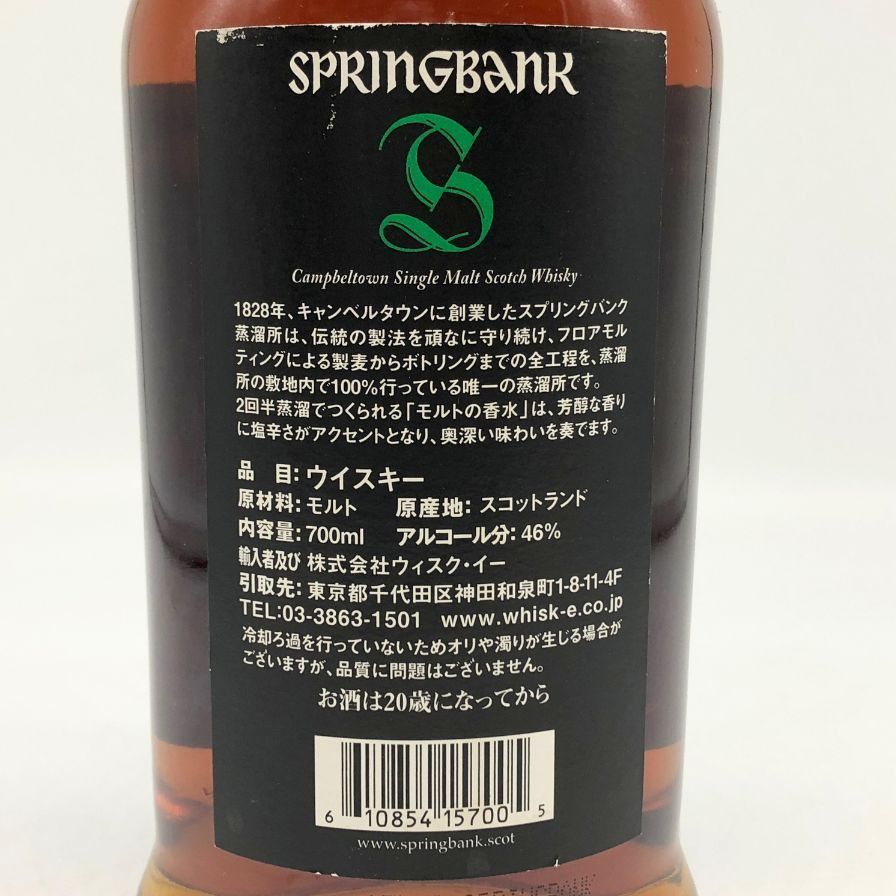 SPRINGBANK
S
Campbeltown Single Malt Scotch Whisky
1828年、キャンベルタウンに創業したスプリングバンク
蒸溜所は、伝統の製法を頑なに守り続け、フロアモル
ティングによる製麦からボトリングまでの全工程を、蒸溜
所の敷地内で100%行っている唯一の蒸溜所です。
2回半蒸溜でつくられる「モルトの香水」は、芳醇な香り
に塩辛さがアクセントとなり、奥深い味わいを奏でます。
品 目：ウイスキー
原材料：モルト 原産地：スコットランド
内容量：700ml アルコール分：46%
輸入者及び 株式会社ウィスク・イー
引取先：東京都千代田区神田和泉町1-8-11-4F
TEL：03-3863-1501 www.whisk-e.co.jp
冷却ろ過を行っていないためオリや濁りが生じる場合が
ございますが、品質に問題はございません。
お酒は20歳になってから
6 10854 15700 5
www.springbank.scot